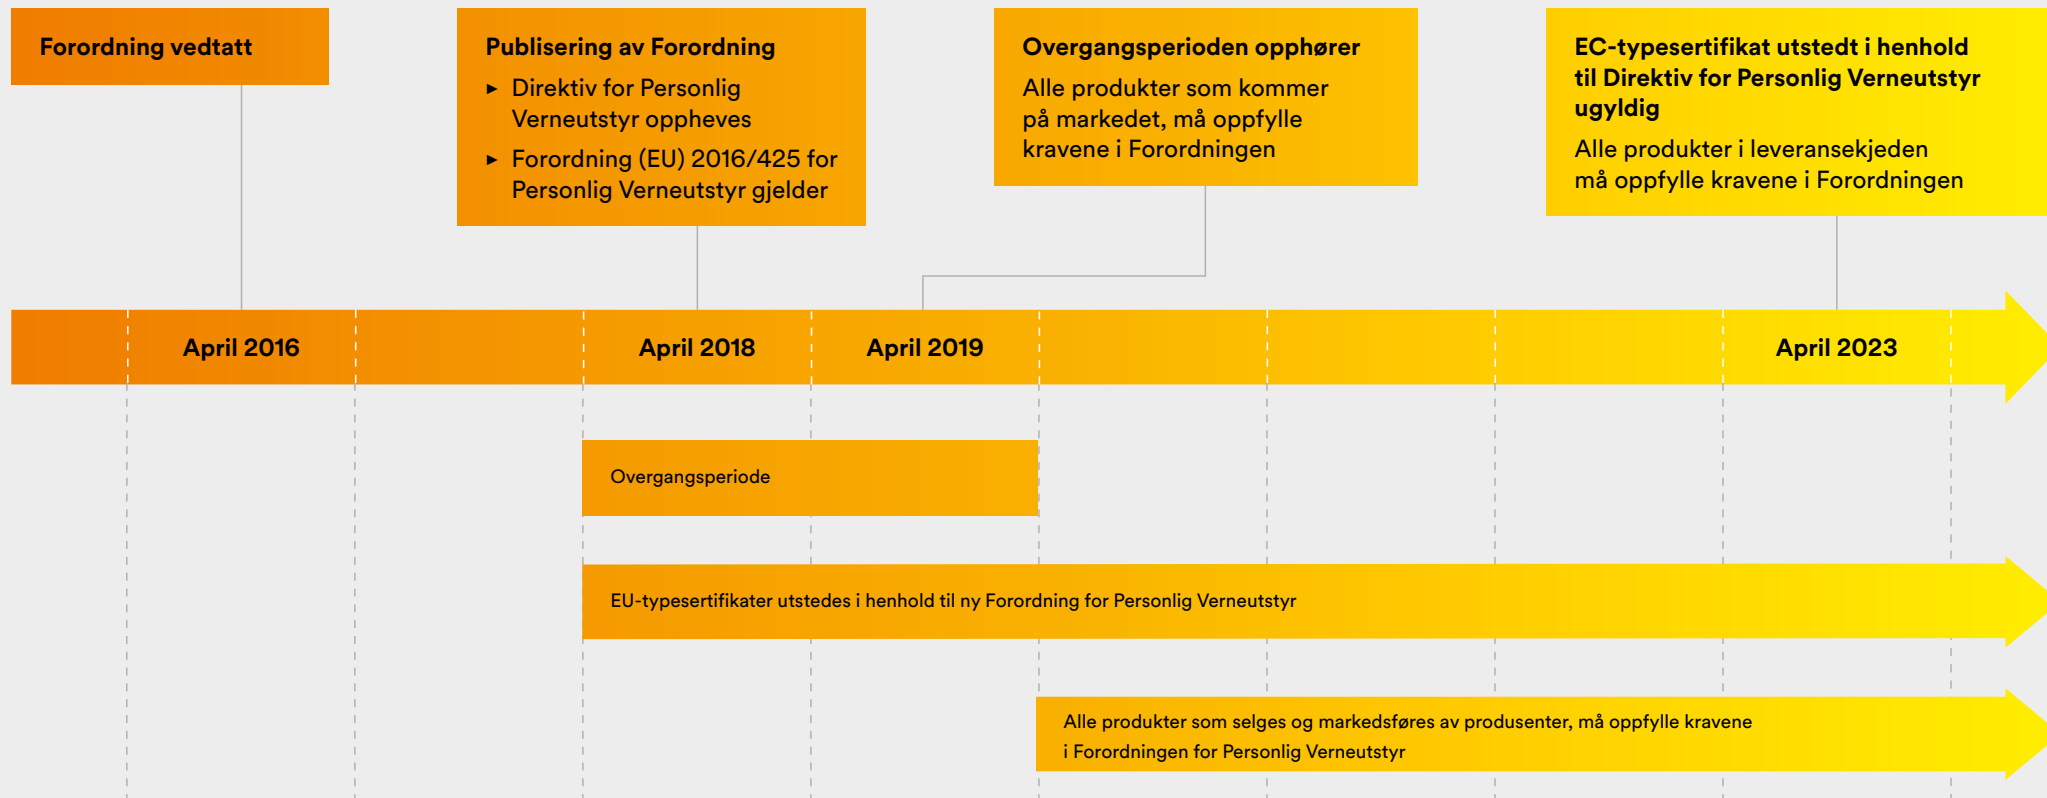 Forordning vedtatt
Publisering av Forordning
► Direktiv for Personlig
Verneutstyr oppheves
► Forordning (EU) 2016/425 for
Personlig Verneutstyr gjelder
Overgangsperioden opphører
Alle produkter som kommer
på markedet, må oppfylle
kravene i Forordningen
EC-typesertifikat utstedt i henhold
til Direktiv for Personlig Verneutstyr
ugyldig
Alle produkter i leveransekjeden
må oppfylle kravene i Forordningen
April 2016
April 2018
April 2019
April 2023
Overgangsperiode
EU-typesertifikater utstedes i henhold til ny Forordning for Personlig Verneutstyr
Alle produkter som selges og markedsføres av produsenter, må oppfylle kravene
i Forordningen for Personlig Verneutstyr